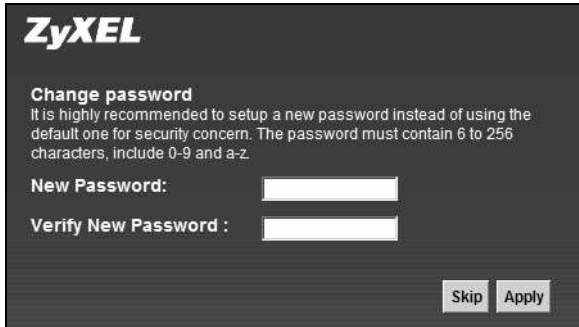 ZyXEL
Change password
It is highly recommended to setup a new password instead of using the
default one for security concern. The password must contain 6 to 256
characters, include 0-9 and a-z.
New Password:
Verify New Password :
Skip Apply